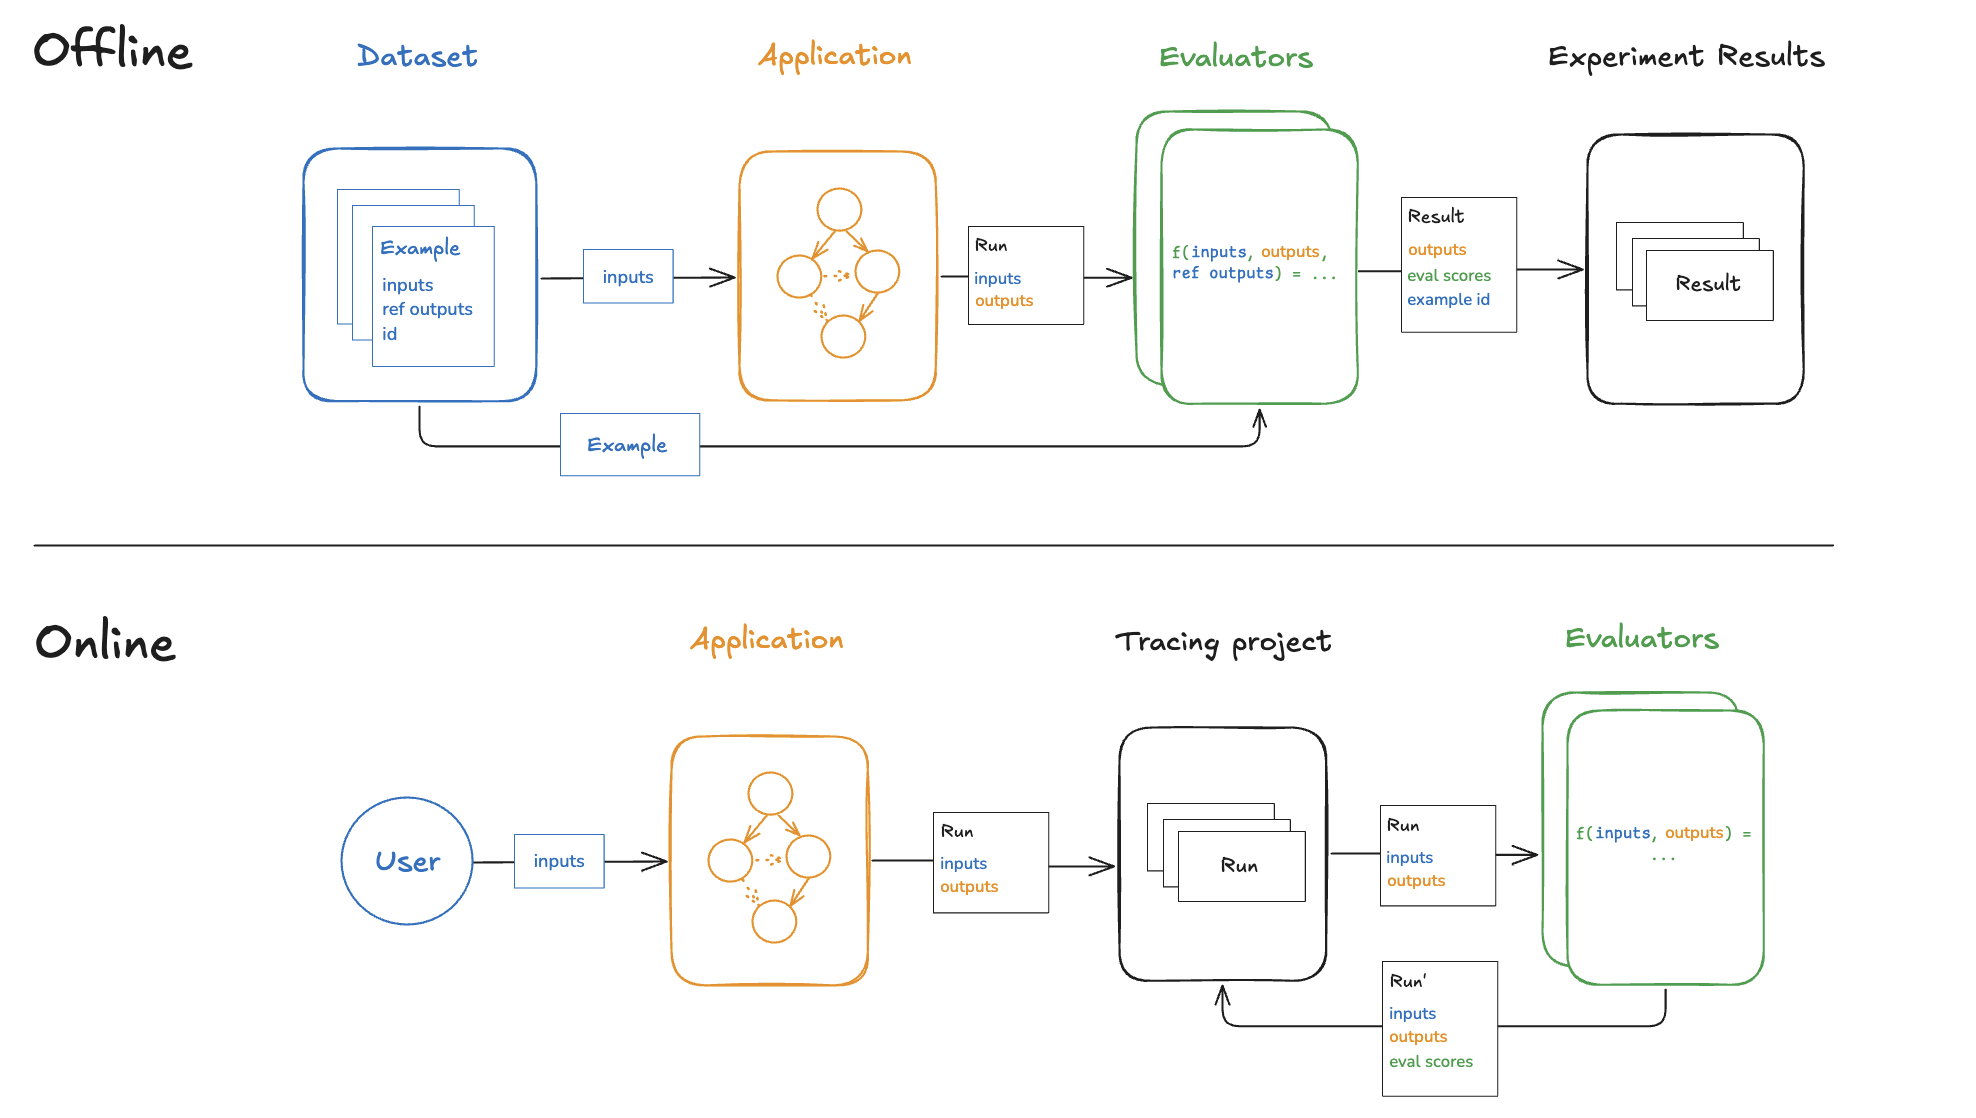 Offline
Dataset
Application
Evaluators
Experiment Results
Example
inputs
ref outputs
id
inputs
Run
inputs
outputs
f(inputs, outputs,
ref outputs) = ...
Result
outputs
eval scores
example id
Result
Example
Online
Application
Tracing project
Evaluators
User
inputs
Run
inputs
outputs
Run
Run
inputs
outputs
f(inputs, outputs) =
...
Run'
inputs
outputs
eval scores